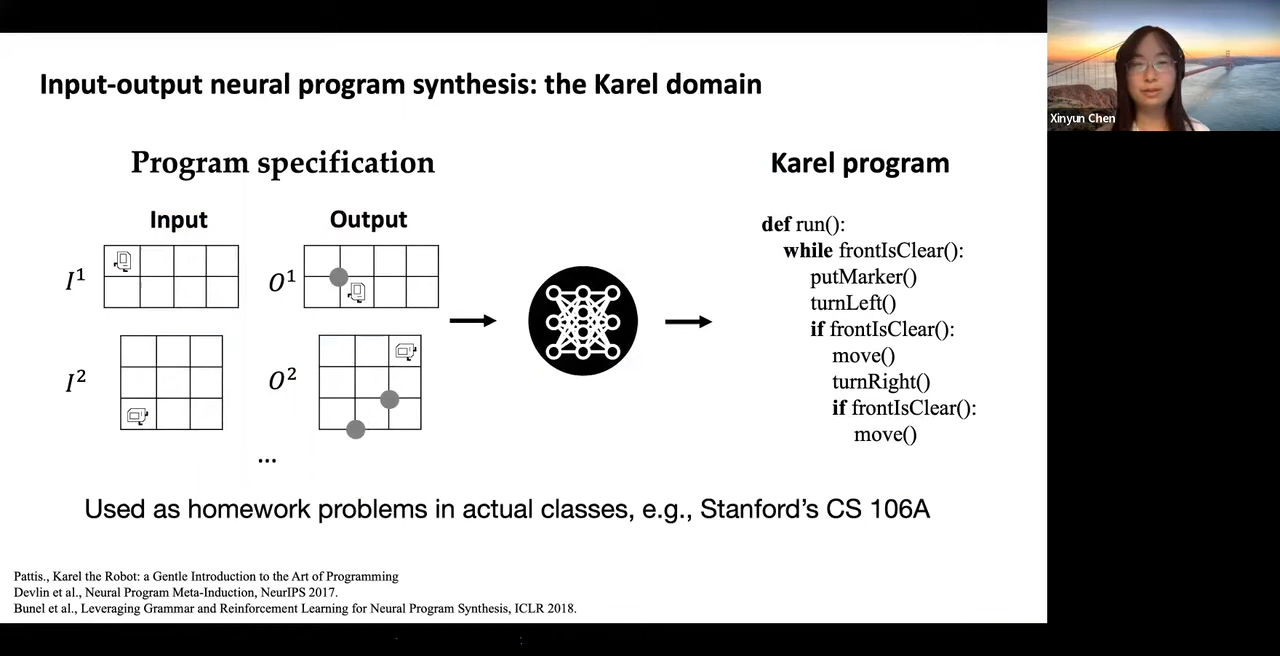 Input-output neural program synthesis: the Karel domain
Xinyun Chen
Program specification
Karel program
Input
Output
I¹
O¹
I²
O²
...
def run():
while frontIsClear():
putMarker()
turnLeft()
if frontIsClear():
move()
turnRight()
if frontIsClear():
move()
Used as homework problems in actual classes, e.g., Stanford's CS 106A
Pattis., Karel the Robot: a Gentle Introduction to the Art of Programming
Devlin et al., Neural Program Meta-Induction, NeurIPS 2017.
Bunel et al., Leveraging Grammar and Reinforcement Learning for Neural Program Synthesis, ICLR 2018.